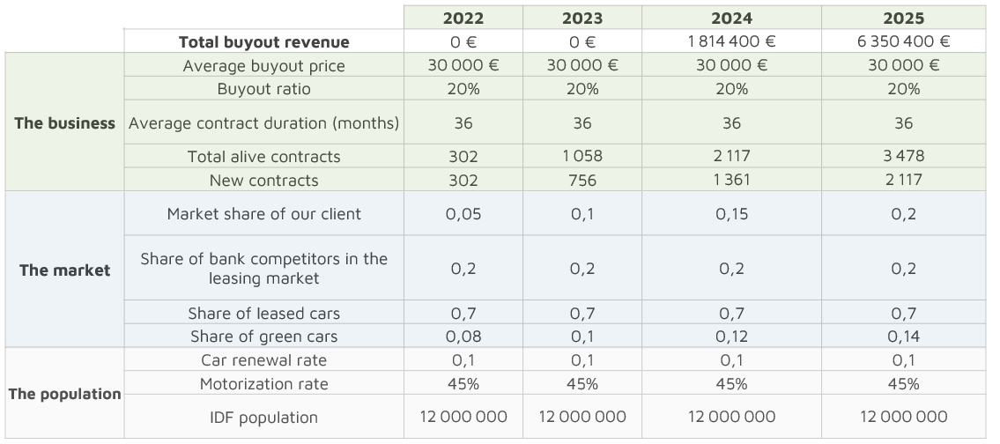 2022 2023 2024 2025
Total buyout revenue 0 € 0 € 1 814 400 € 6 350 400 €
Average buyout price 30 000 € 30 000 € 30 000 € 30 000 €
Buyout ratio 20% 20% 20% 20%
The business Average contract duration (months) 36 36 36 36
Total alive contracts 302 1 058 2 117 3 478
New contracts 302 756 1 361 2 117
Market share of our client 0,05 0,1 0,15 0,2
The market Share of bank competitors in the
leasing market 0,2 0,2 0,2 0,2
Share of leased cars 0,7 0,7 0,7 0,7
Share of green cars 0,08 0,1 0,12 0,14
Car renewal rate 0,1 0,1 0,1 0,1
Motorization rate 45% 45% 45% 45%
The population IDF population 12 000 000 12 000 000 12 000 000 12 000 000